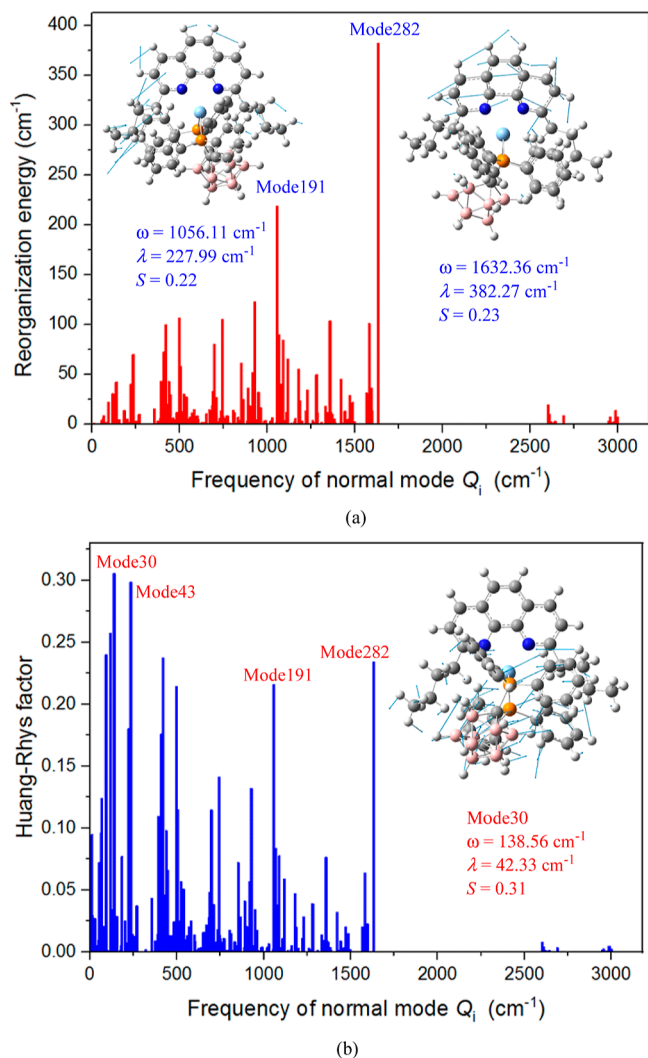 400
350
300
250
200
150
100
50
0
Reorganization energy (cm-1)
Mode282
Mode191
ω = 1056.11 cm-1
λ = 227.99 cm-1
S = 0.22
ω = 1632.36 cm-1
λ = 382.27 cm-1
S = 0.23
0 500 1000 1500 2000 2500 3000
Frequency of normal mode Qi (cm-1)
(a)
0.30
0.25
0.20
0.15
0.10
0.05
0.00
Huang-Rhys factor
Mode30
Mode43
Mode191
Mode282
Mode30
ω = 138.56 cm-1
λ = 42.33 cm-1
S = 0.31
0 500 1000 1500 2000 2500 3000
Frequency of normal mode Qi (cm-1)
(b)